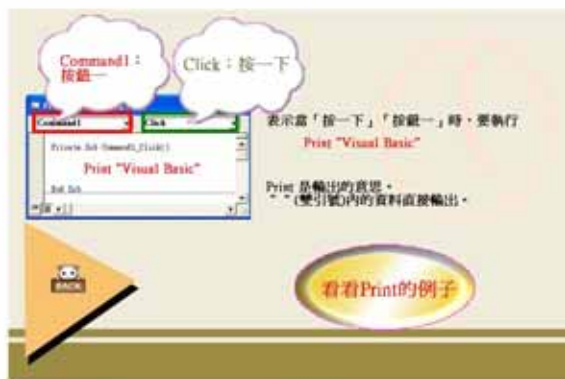 Command1：
按鈕一
Click：按一下
Command1
Click
Private Sub Command1_Click()
Print "Visual Basic"
End Sub
表示當「按一下」「按鈕一」時，要執行
Print "Visual Basic"
Print 是輸出的意思。
" "(雙引號)內的資料直接輸出。
BACK
看看Print的例子